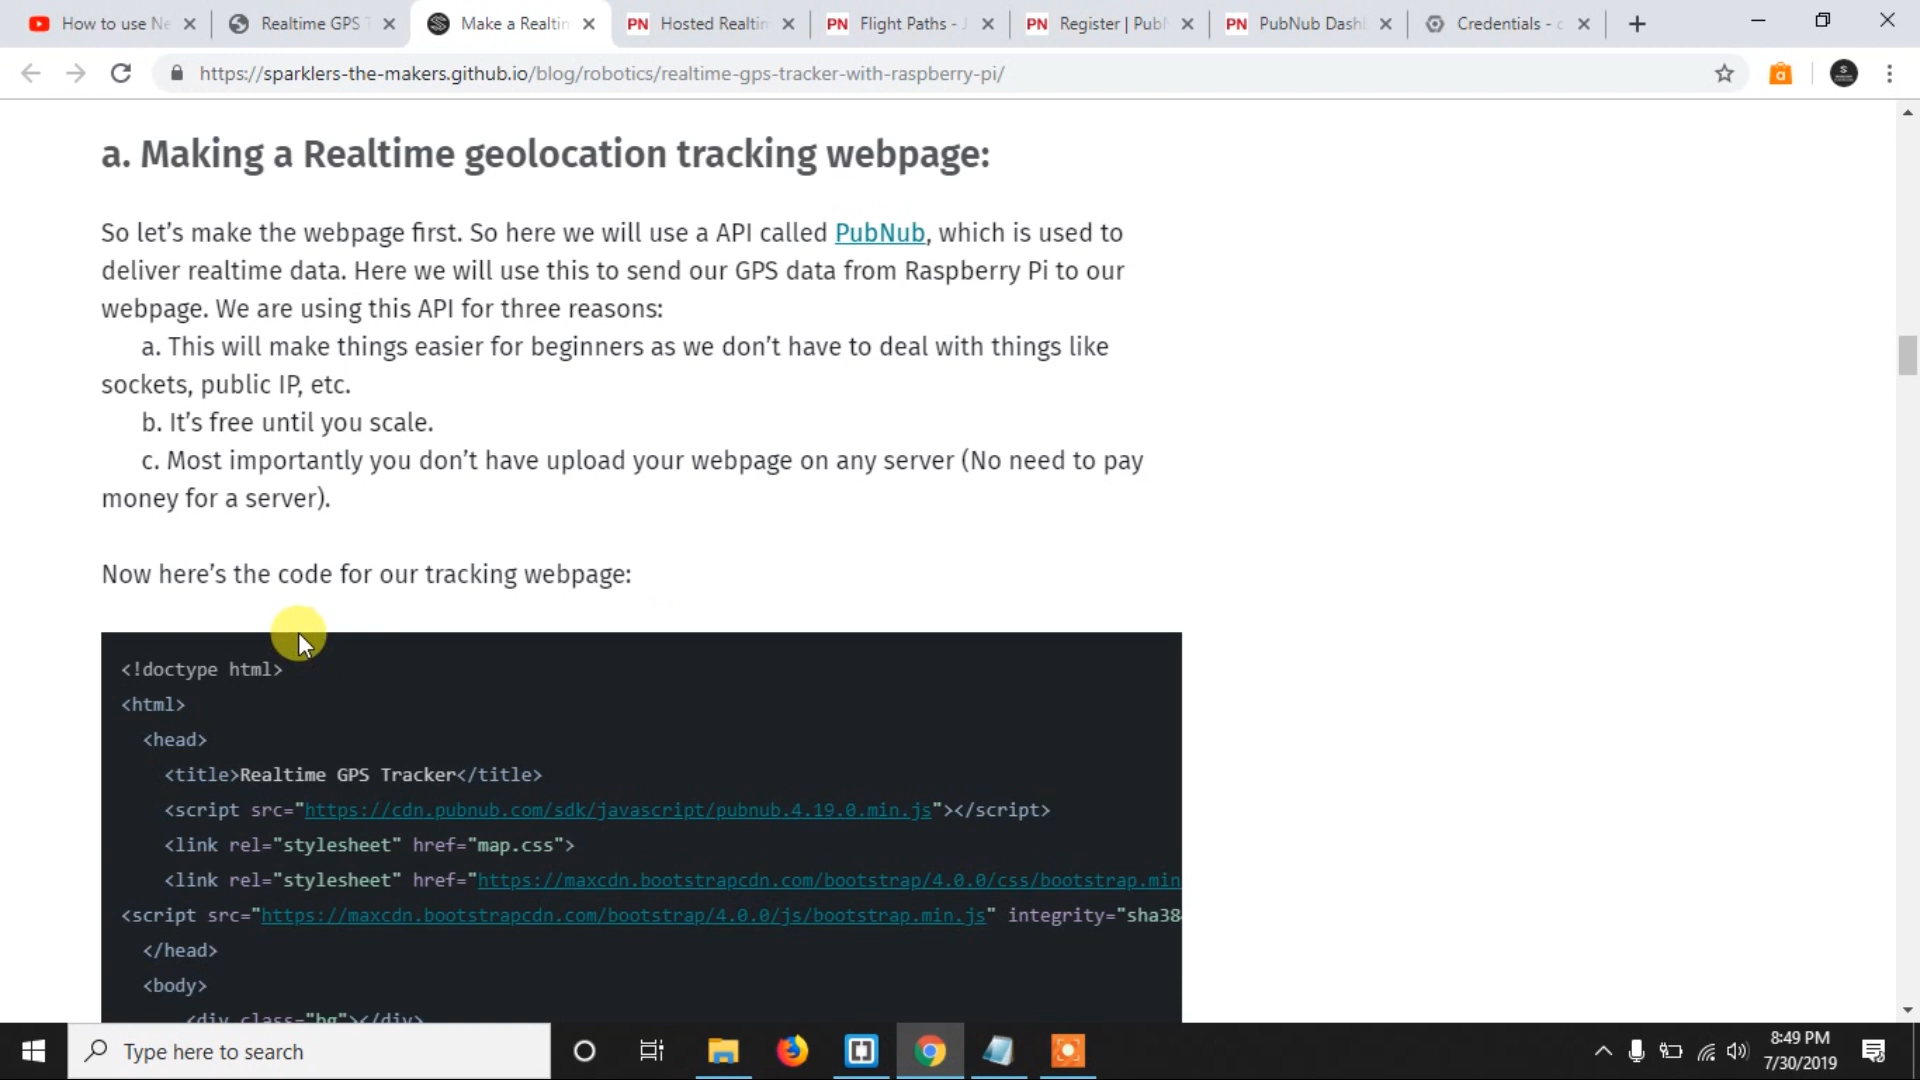 How to use Ne
Realtime GPS T
Make a Realtin
PN Hosted Realtin
PN Flight Paths - J
PN Register | Publ
PN PubNub Dash
Credentials - c
https://sparklers-the-makers.github.io/blog/robotics/realtime-gps-tracker-with-raspberry-pi/
a. Making a Realtime geolocation tracking webpage:
So let’s make the webpage first. So here we will use a API called PubNub, which is used to
deliver realtime data. Here we will use this to send our GPS data from Raspberry Pi to our
webpage. We are using this API for three reasons:
a. This will make things easier for beginners as we don’t have to deal with things like
sockets, public IP, etc.
b. It’s free until you scale.
c. Most importantly you don’t have upload your webpage on any server (No need to pay
money for a server).
Now here’s the code for our tracking webpage:
<!doctype html>
<html>
<head>
<title>Realtime GPS Tracker</title>
<script src="https://cdn.pubnub.com/sdk/javascript/pubnub.4.19.0.min.js"></script>
<link rel="stylesheet" href="map.css">
<link rel="stylesheet" href="https://maxcdn.bootstrapcdn.com/bootstrap/4.0.0/css/bootstrap.min
<script src="https://maxcdn.bootstrapcdn.com/bootstrap/4.0.0/js/bootstrap.min.js" integrity="sha38
</head>
<body>
<div class="bg"></div>
Type here to search
8:49 PM
7/30/2019